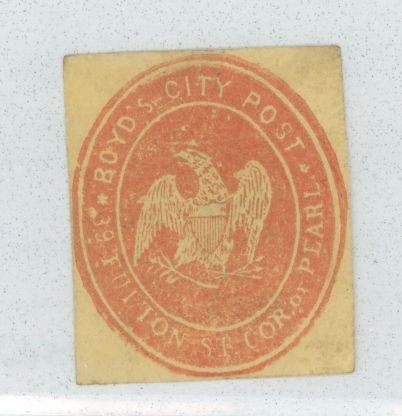 BOYD'S CITY POST
39 FULTON ST. COR. OF PEARL